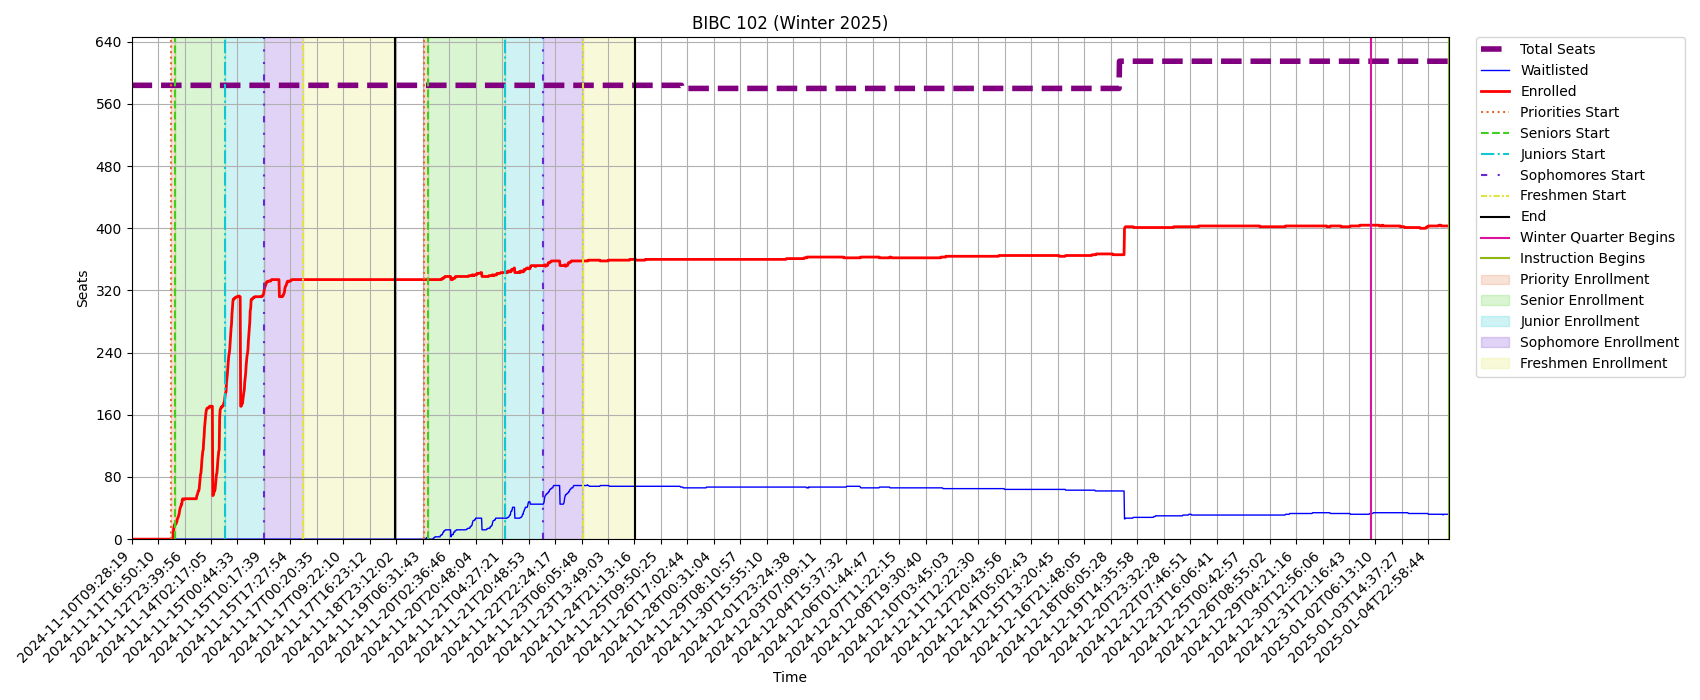 BIBC 102 (Winter 2025)
640
560
480
400
320
240
160
80
0
Seats
2024-11-10T09:28:19
2024-11-11T16:50:10
2024-11-12T23:39:56
2024-11-14T02:17:05
2024-11-15T00:44:33
2024-11-15T10:17:39
2024-11-15T17:27:54
2024-11-17T00:20:35
2024-11-17T09:22:10
2024-11-17T16:23:12
2024-11-18T23:12:02
2024-11-19T06:31:43
2024-11-20T02:36:46
2024-11-20T20:48:04
2024-11-21T04:27:21
2024-11-21T20:48:53
2024-11-22T22:24:17
2024-11-23T06:05:48
2024-11-23T13:49:03
2024-11-24T21:13:16
2024-11-25T09:50:25
2024-11-26T17:02:44
2024-11-28T00:31:04
2024-11-29T08:10:57
2024-11-30T15:55:10
2024-12-01T23:24:38
2024-12-03T07:09:11
2024-12-04T15:37:32
2024-12-06T01:44:47
2024-12-07T11:22:15
2024-12-08T19:30:40
2024-12-10T03:45:03
2024-12-11T12:22:30
2024-12-12T20:43:56
2024-12-14T05:02:43
2024-12-15T13:20:45
2024-12-16T21:48:05
2024-12-18T06:05:28
2024-12-19T14:35:58
2024-12-20T23:32:28
2024-12-22T07:46:51
2024-12-23T16:06:41
2024-12-25T00:42:57
2024-12-26T08:55:02
2024-12-29T04:21:16
2024-12-30T12:56:06
2024-12-31T21:16:43
2025-01-02T06:13:10
2025-01-03T14:37:27
2025-01-04T22:58:44
Time
Total Seats
Waitlisted
Enrolled
Priorities Start
Seniors Start
Juniors Start
Sophomores Start
Freshmen Start
End
Winter Quarter Begins
Instruction Begins
Priority Enrollment
Senior Enrollment
Junior Enrollment
Sophomore Enrollment
Freshmen Enrollment